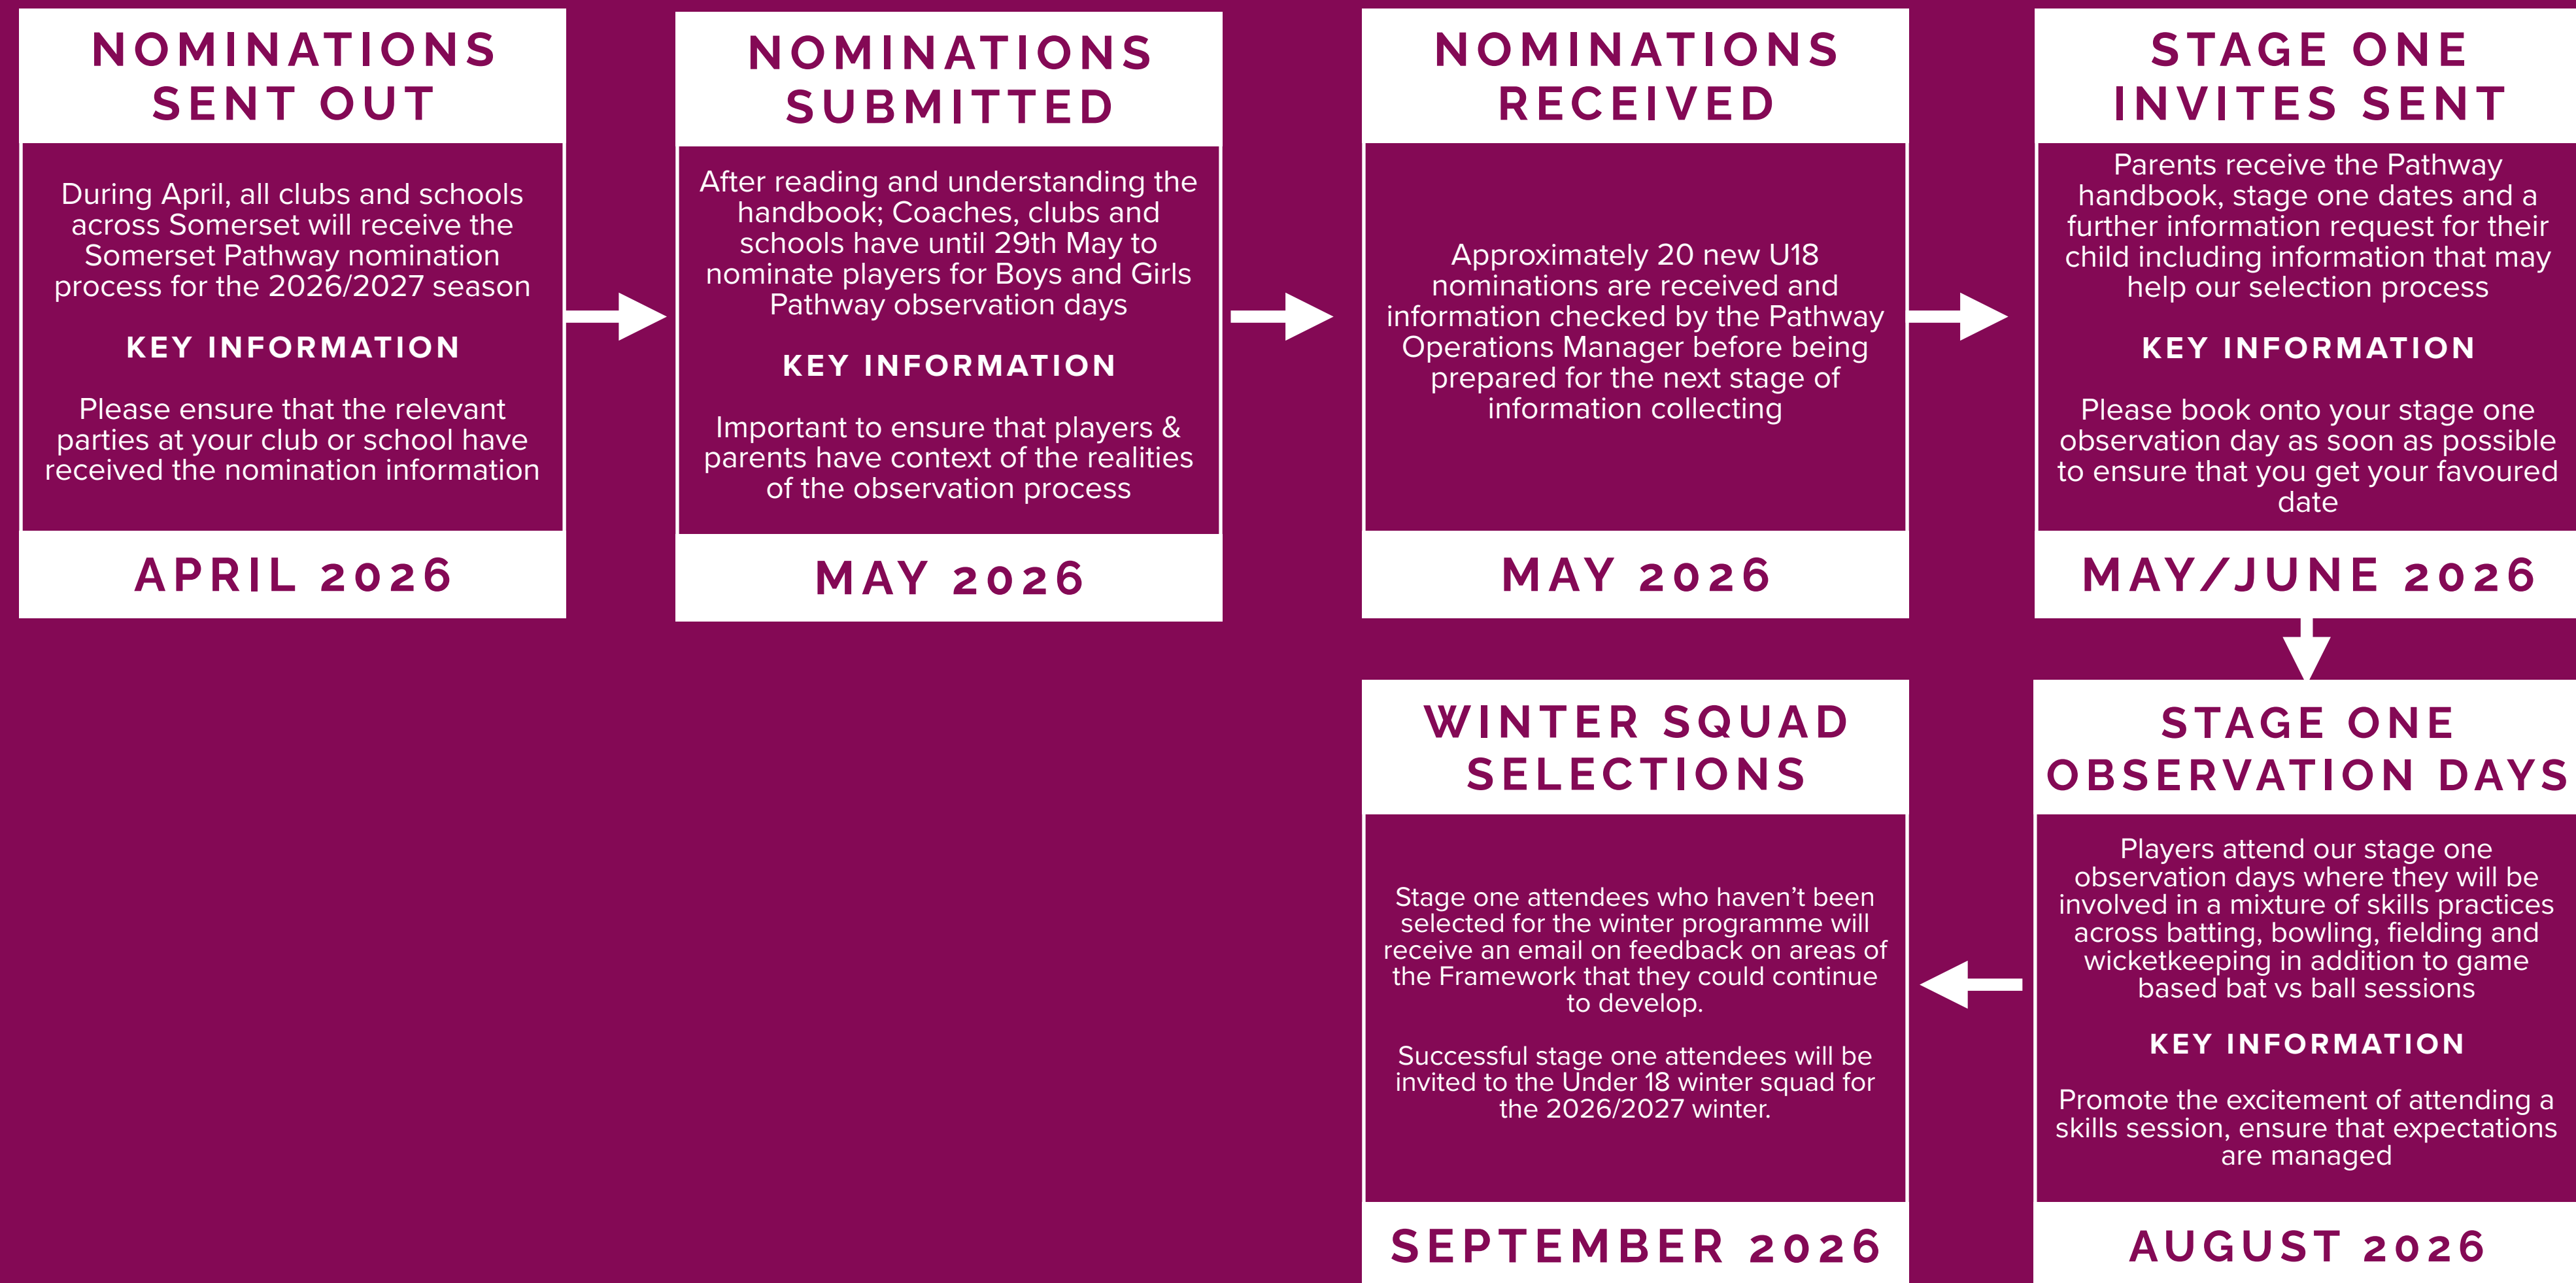 NOMINATIONS
SENT OUT
During April, all clubs and schools
across Somerset will receive the
Somerset Pathway nomination
process for the 2026/2027 season
KEY INFORMATION
Please ensure that the relevant
parties at your club or school have
received the nomination information
APRIL 2026
NOMINATIONS
SUBMITTED
After reading and understanding the
handbook; Coaches, clubs and
schools have until 29th May to
nominate players for Boys and Girls
Pathway observation days
KEY INFORMATION
Important to ensure that players &
parents have context of the realities
of the observation process
MAY 2026
NOMINATIONS
RECEIVED
Approximately 20 new U18
nominations are received and
information checked by the Pathway
Operations Manager before being
prepared for the next stage of
information collecting
MAY 2026
STAGE ONE
INVITES SENT
Parents receive the Pathway
handbook, stage one dates and a
further information request for their
child including information that may
help our selection process
KEY INFORMATION
Please book onto your stage one
observation day as soon as possible
to ensure that you get your favoured
date
MAY/JUNE 2026
STAGE ONE
OBSERVATION DAYS
Players attend our stage one
observation days where they will be
involved in a mixture of skills practices
across batting, bowling, fielding and
wicketkeeping in addition to game
based bat vs ball sessions
KEY INFORMATION
Promote the excitement of attending a
skills session, ensure that expectations
are managed
AUGUST 2026
WINTER SQUAD
SELECTIONS
Stage one attendees who haven’t been
selected for the winter programme will
receive an email on feedback on areas of
the Framework that they could continue
to develop.
Successful stage one attendees will be
invited to the Under 18 winter squad for
the 2026/2027 winter.
SEPTEMBER 2026